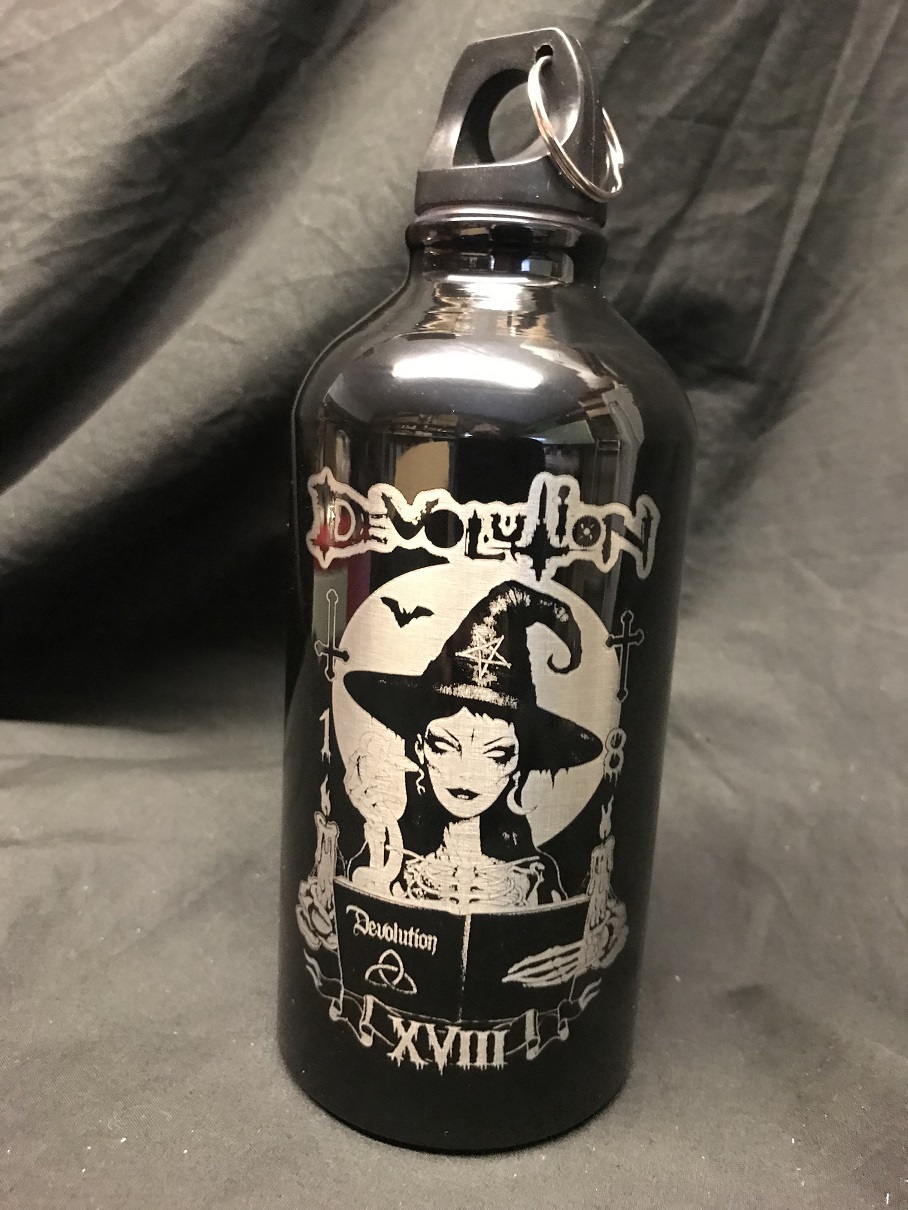 DEVOLUTION
1 8
Devolution
XVIII